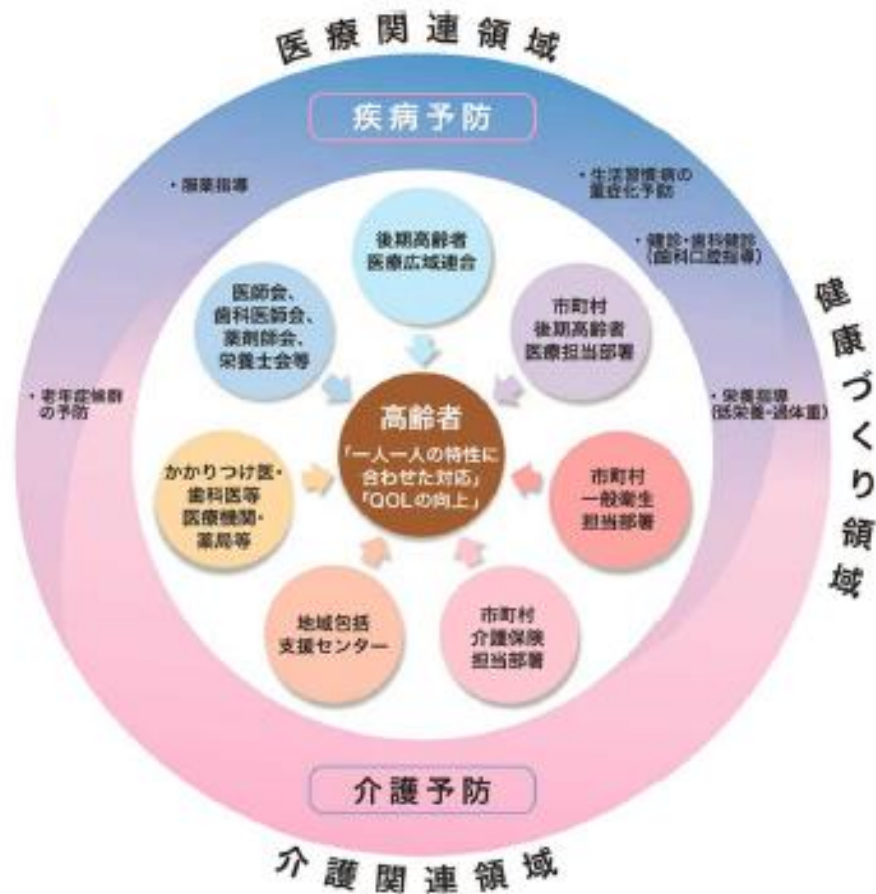 医療関連領域
疾病予防
・服薬指導
・生活習慣病の
重症化予防
・健診・歯科健診
(歯科口腔指導)
・老年症候群
の予防
・栄養指導
(低栄養・過体重)
健康づくり領域
後期高齢者
医療広域連合
医師会、
歯科医師会、
薬剤師会、
栄養士会等
市町村
後期高齢者
医療担当部署
高齢者
「一人一人の特性に
合わせた対応」
「QOLの向上」
かかりつけ医・
歯科医等
医療機関・
薬局等
市町村
一般衛生
担当部署
地域包括
支援センター
市町村
介護保険
担当部署
介護予防
介護関連領域